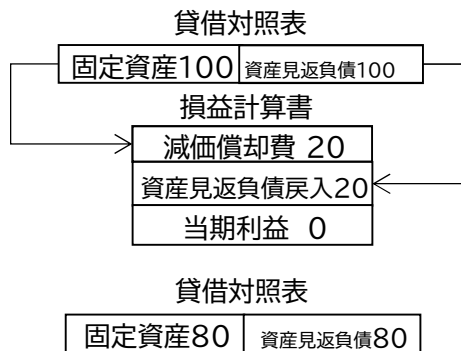 貸借対照表
固定資産100 資産見返負債100
損益計算書
減価償却費 20
資産見返負債戻入20
当期利益 0
貸借対照表
固定資産80 資産見返負債80